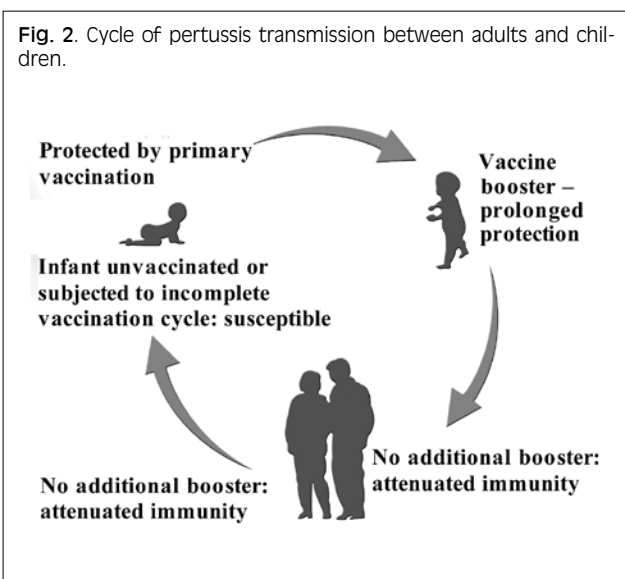 Fig. 2. Cycle of pertussis transmission between adults and chil-
dren.
Protected by primary
vaccination
Vaccine
booster –
prolonged
protection
Infant unvaccinated or
subjected to incomplete
vaccination cycle: susceptible
No additional booster:
attenuated immunity
No additional booster:
attenuated immunity